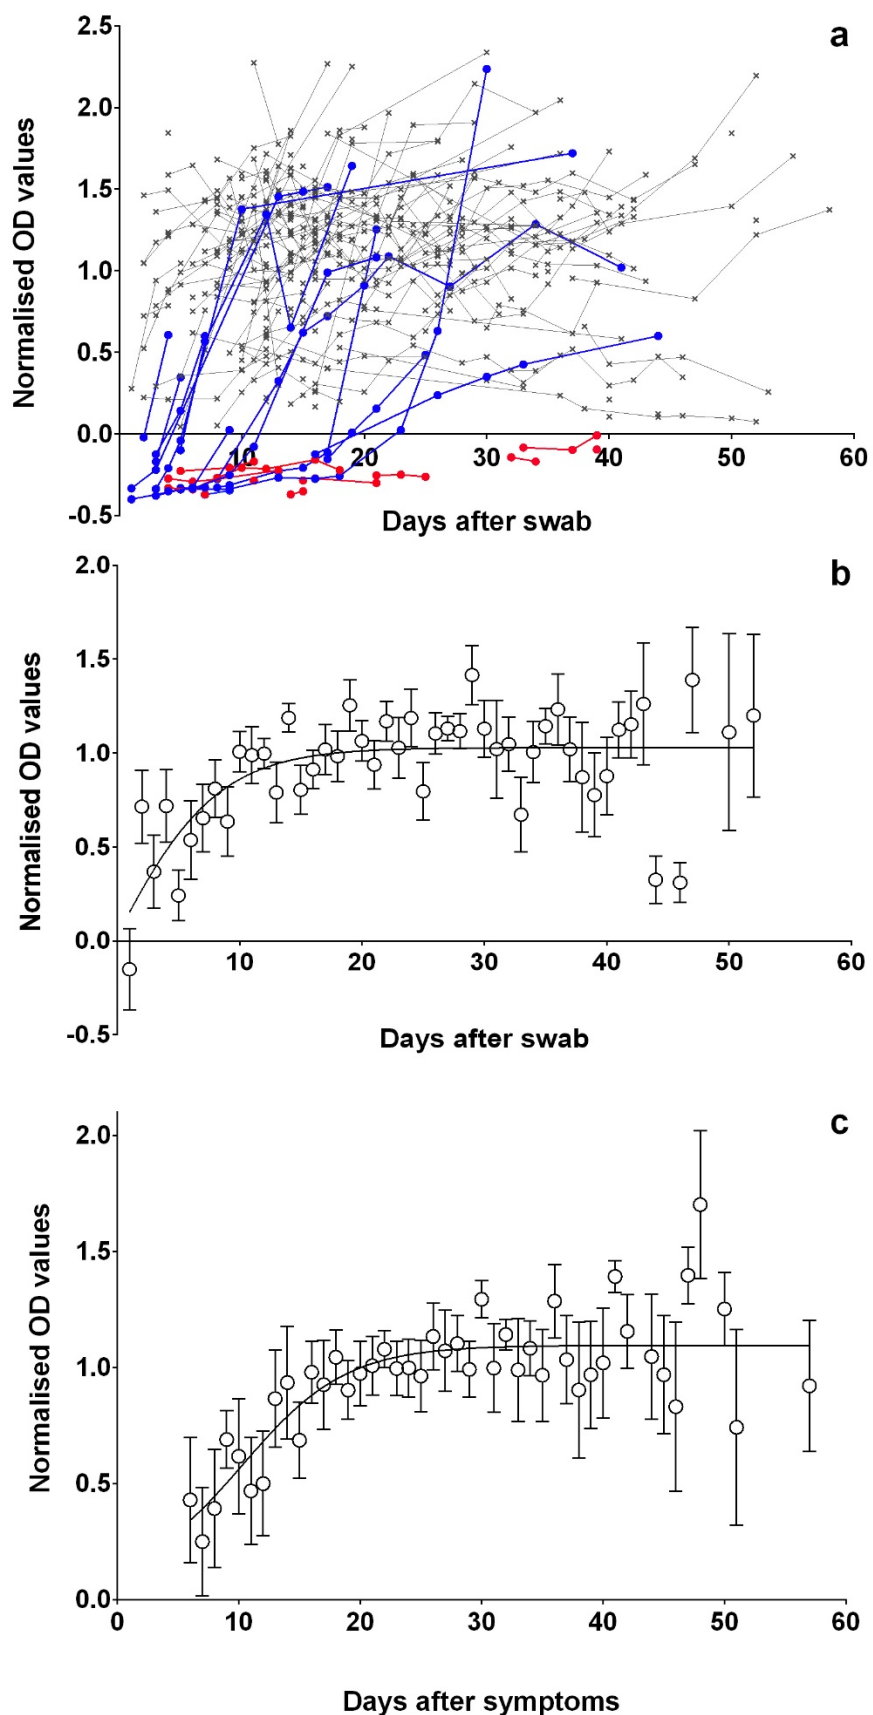 a
2.5
2.0
1.5
1.0
0.5
0.0
-0.5
Normalised OD values
10 20 30 40 50 60
Days after swab
b
2.0
1.5
1.0
0.5
0.0
-0.5
Normalised OD values
10 20 30 40 50 60
Days after swab
c
2.0
1.5
1.0
0.5
0.0
Normalised OD values
0 10 20 30 40 50 60
Days after symptoms